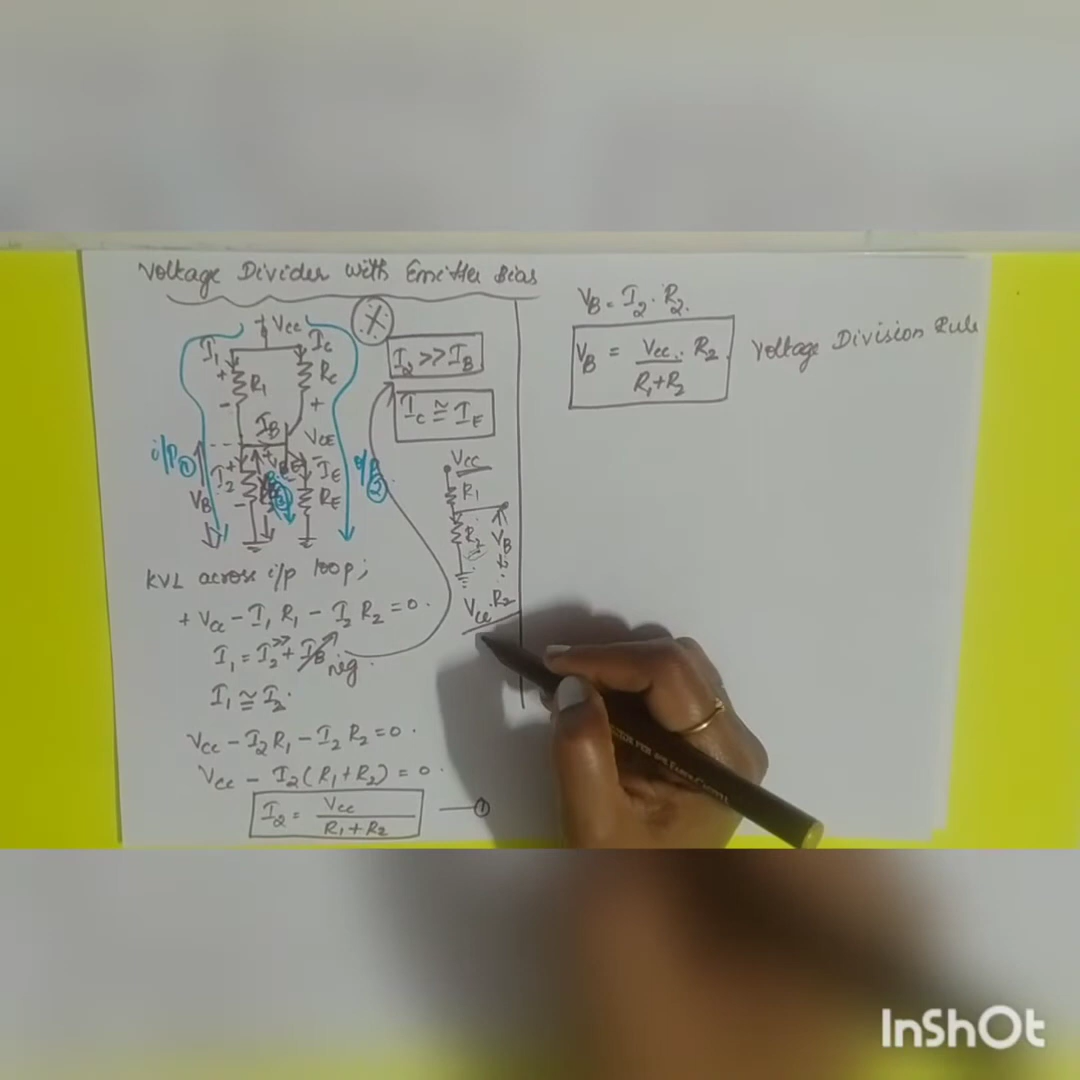 Voltage Divider with Emitter Bias
+Vcc
I1
Ic
+
R1
Rc
-
+
IB
VCE
i/p ①
I2
+
+
VBE
-
IE
VB
-
③
RE
o/p ②
I2 >> IB
Ic ≅ IE
Vcc
R1
R2
VB
Vcc.R2
KVL across i/p loop;
+ Vcc - I1 R1 - I2 R2 = 0.
I1 = I2 + IB neg.
>>
I1 ≅ I2.
Vcc - I2 R1 - I2 R2 = 0.
Vcc - I2 (R1 + R2) = 0.
I2 = Vcc / R1 + R2 — ①
VB = I2 . R2.
VB = Vcc . R2 / R1 + R2
Voltage Division Rule
InShOt